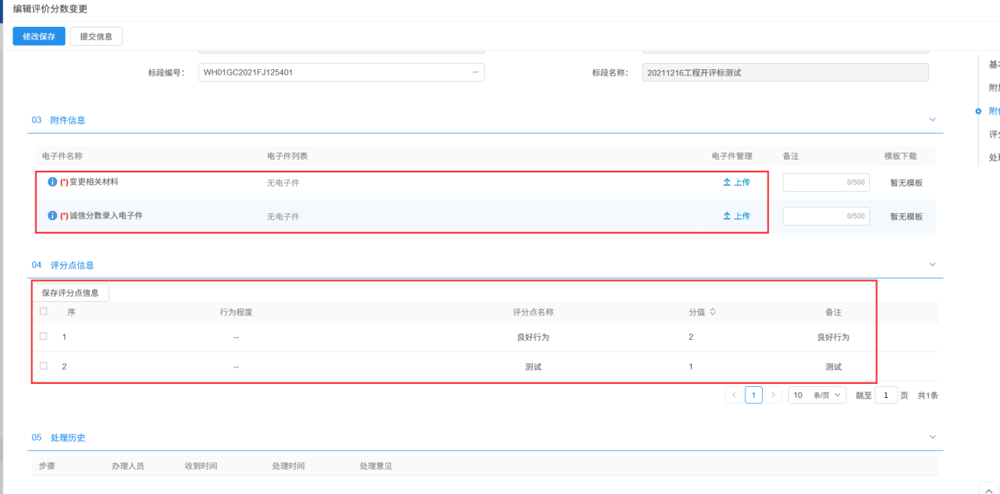 编辑评价分数变更
修改保存 提交信息
标段编号： WH01GC2021FJ125401 ... 标段名称： 20211216工程开评标测试
03 附件信息
电子件名称 电子件列表 电子件管理 备注 模板下载
(*)变更相关材料 无电子件 上传 0/500 暂无模板
(*)诚信分数录入电子件 无电子件 上传 0/500 暂无模板
04 评分点信息
保存评分点信息
序 行为程度 评分点名称 分值 备注
1 -- 良好行为 2 良好行为
2 -- 测试 1 测试
1 10 条/页 跳至 1 页 共1条
05 处理历史
步骤 办理人员 收到时间 处理时间 处理意见
基
附
附
评
处